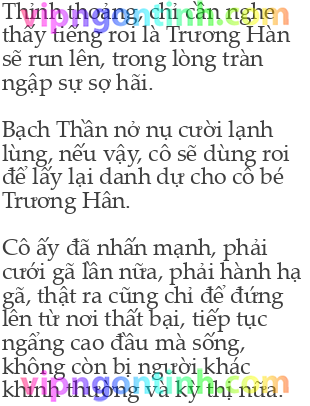 Thỉnh thoảng, chỉ cần nghe
thấy tiếng roi là Trương Hàn
sẽ run lên, trong lòng tràn
ngập sự sợ hãi.
Bạch Thần nở nụ cười lạnh
lùng, nếu vậy, cô sẽ dùng roi
để lấy lại danh dự cho cô bé
Trương Hân.
Cô ấy đã nhấn mạnh, phải
cưới gã lần nữa, phải hành hạ
gã, thật ra cũng chỉ để đứng
lên từ nơi thất bại, tiếp tục
ngẩng cao đầu mà sống,
không còn bị người khác
khinh thường và kỳ thị nữa.
vipngontinh.com
vipngontinh.com